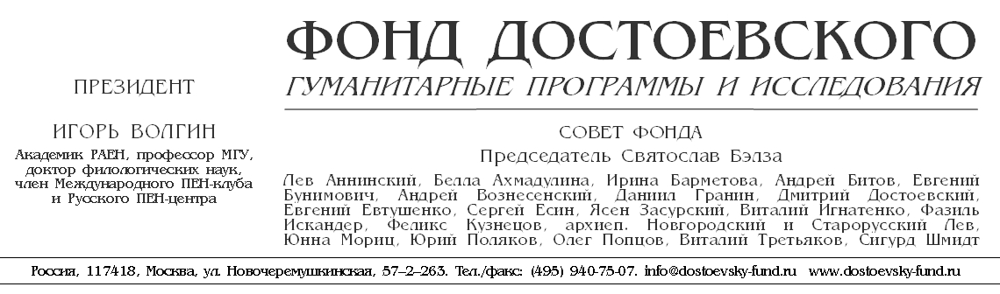 ФОНД ДОСТОЕВСКОГО
ГУМАНИТАРНЫЕ ПРОГРАММЫ И ИССЛЕДОВАНИЯ
ПРЕЗИДЕНТ
ИГОРЬ ВОЛГИН
Академик РАЕН, профессор МГУ,
доктор филологических наук,
член Международного ПЕН-клуба
и Русского ПЕН-центра
СОВЕТ ФОНДА
Председатель Святослав Бэлза
Лев Аннинский, Белла Ахмадулина, Ирина Барметова, Андрей Битов, Евгений
Бунимович, Андрей Вознесенский, Даниил Гранин, Дмитрий Достоевский,
Евгений Евтушенко, Сергей Есин, Ясен Засурский, Виталий Игнатенко, Фазиль
Искандер, Феликс Кузнецов, архиеп. Новгородский и Старорусский Лев,
Юнна Мориц, Юрий Поляков, Олег Попцов, Виталий Третьяков, Сигурд Шмидт
Россия, 117418, Москва, ул. Новочеремушкинская, 57–2–263. Тел./факс: (495) 940-75-07. info@dostoevsky-fund.ru www.dostoevsky-fund.ru